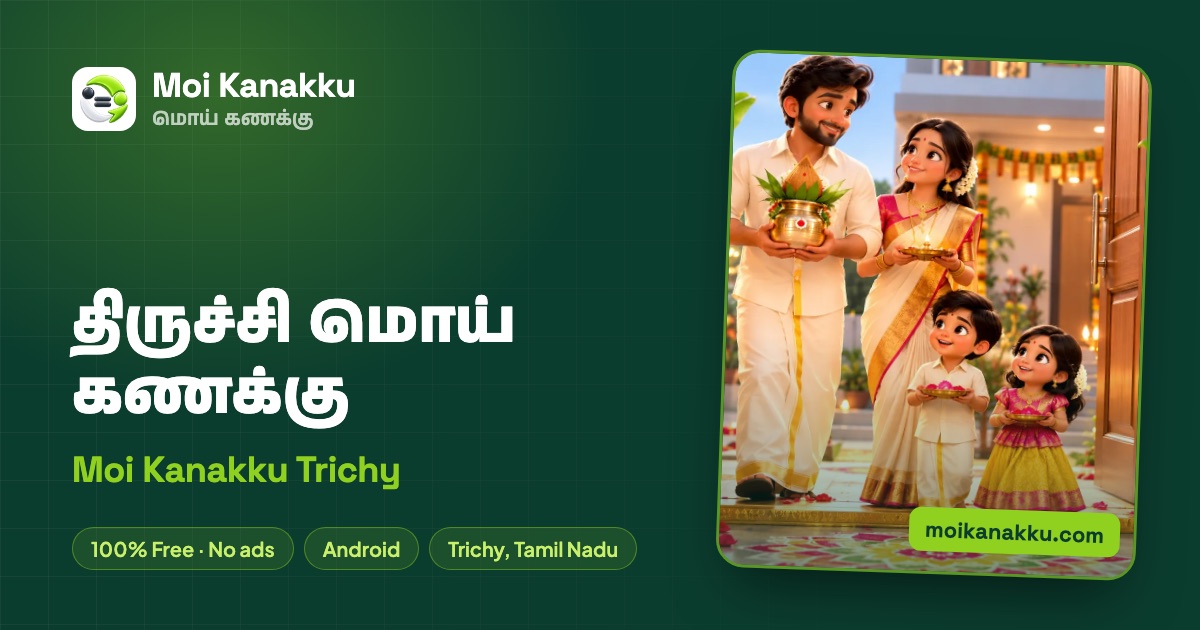 Moi Kanakku
மொய் கணக்கு
திருச்சி மொய்
கணக்கு
Moi Kanakku Trichy
100% Free · No ads
Android
Trichy, Tamil Nadu
moikanakku.com